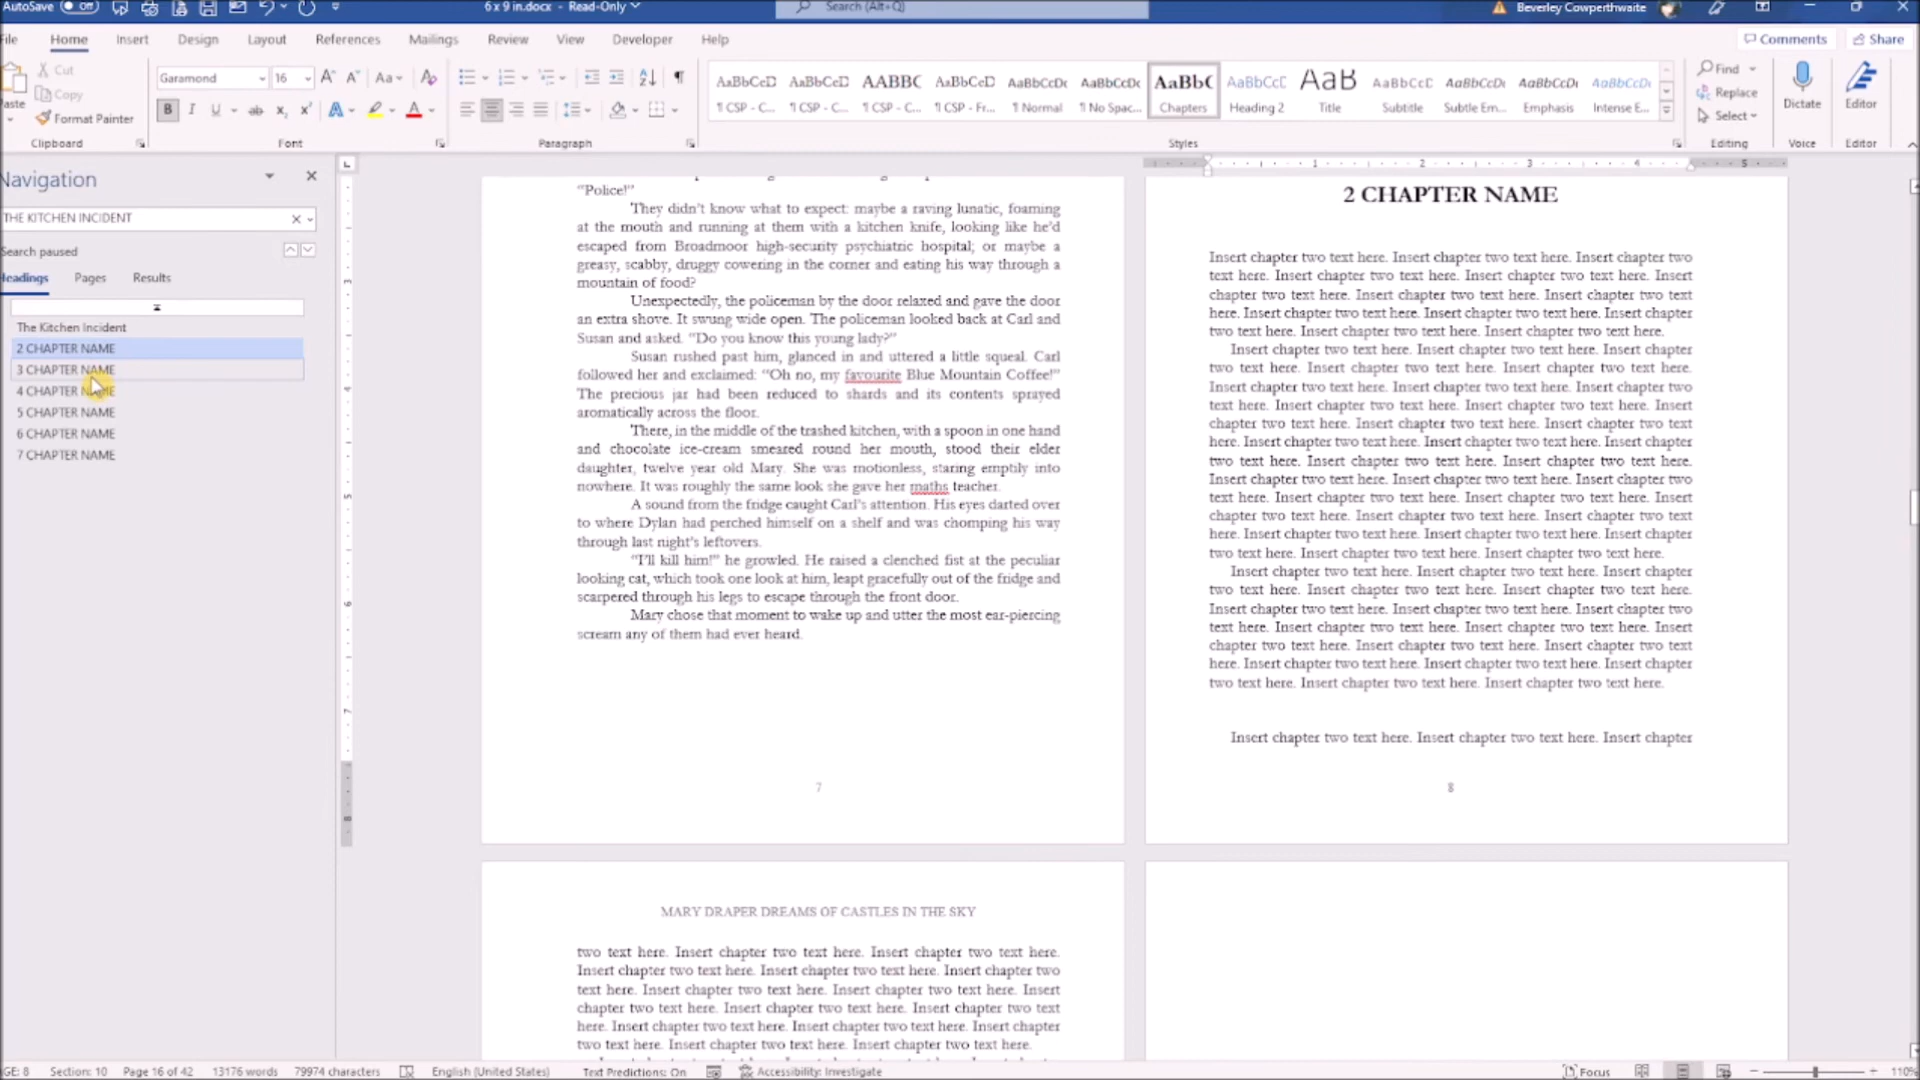 AutoSave Off
6 x 9 in.docx - Read-Only
Search (Alt+Q)
Beverley Cowperthwaite
File Home Insert Design Layout References Mailings Review View Developer Help
Comments Share
Paste
Cut
Copy
Format Painter
Clipboard
Garamond 16
Font
Paragraph
AaBbCcD AaBbCcD AABBC AaBbCcD AaBbCcDc AaBbCcDc AaBbC AaBbCcC AaB AaBbCcD AaBbCcDc AaBbCcDc AaBbCcDc
¶ CSP - C... ¶ CSP - C... ¶ CSP - C... ¶ CSP - Fr... ¶ Normal ¶ No Spac... Chapters Heading 2 Title Subtitle Subtle Em... Emphasis Intense E...
Styles
Find
Replace
Select
Editing
Dictate
Voice
Editor
Editor
Navigation
THE KITCHEN INCIDENT
Search paused
Headings Pages Results
The Kitchen Incident
2 CHAPTER NAME
3 CHAPTER NAME
4 CHAPTER NAME
5 CHAPTER NAME
6 CHAPTER NAME
7 CHAPTER NAME
“Police!”
They didn’t know what to expect: maybe a raving lunatic, foaming
at the mouth and running at them with a kitchen knife, looking like he’d
escaped from Broadmoor high-security psychiatric hospital; or maybe a
greasy, scabby, druggy cowering in the corner and eating his way through a
mountain of food?
Unexpectedly, the policeman by the door relaxed and gave the door
an extra shove. It swung wide open. The policeman looked back at Carl and
Susan and asked. “Do you know this young lady?”
Susan rushed past him, glanced in and uttered a little squeal. Carl
followed her and exclaimed: “Oh no, my favourite Blue Mountain Coffee!”
The precious jar had been reduced to shards and its contents sprayed
aromatically across the floor.
There, in the middle of the trashed kitchen, with a spoon in one hand
and chocolate ice-cream smeared round her mouth, stood their elder
daughter, twelve year old Mary. She was motionless, staring emptily into
nowhere. It was roughly the same look she gave her maths teacher.
A sound from the fridge caught Carl’s attention. His eyes darted over
to where Dylan had perched himself on a shelf and was chomping his way
through last night’s leftovers.
“I’ll kill him!” he growled. He raised a clenched fist at the peculiar
looking cat, which took one look at him, leapt gracefully out of the fridge and
scarpered through his legs to escape through the front door.
Mary chose that moment to wake up and utter the most ear-piercing
scream any of them had ever heard.
7
2 CHAPTER NAME
Insert chapter two text here. Insert chapter two text here. Insert chapter two
text here. Insert chapter two text here. Insert chapter two text here. Insert
chapter two text here. Insert chapter two text here. Insert chapter two text
here. Insert chapter two text here. Insert chapter two text here. Insert chapter
two text here. Insert chapter two text here. Insert chapter two text here.
Insert chapter two text here. Insert chapter two text here. Insert chapter
two text here. Insert chapter two text here. Insert chapter two text here.
Insert chapter two text here. Insert chapter two text here. Insert chapter two
text here. Insert chapter two text here. Insert chapter two text here. Insert
chapter two text here. Insert chapter two text here. Insert chapter two text
here. Insert chapter two text here. Insert chapter two text here. Insert chapter
two text here. Insert chapter two text here. Insert chapter two text here.
Insert chapter two text here. Insert chapter two text here. Insert chapter two
text here. Insert chapter two text here. Insert chapter two text here. Insert
chapter two text here. Insert chapter two text here. Insert chapter two text
here. Insert chapter two text here. Insert chapter two text here. Insert chapter
two text here. Insert chapter two text here. Insert chapter two text here.
Insert chapter two text here. Insert chapter two text here. Insert chapter
two text here. Insert chapter two text here. Insert chapter two text here.
Insert chapter two text here. Insert chapter two text here. Insert chapter two
text here. Insert chapter two text here. Insert chapter two text here. Insert
chapter two text here. Insert chapter two text here. Insert chapter two text
here. Insert chapter two text here. Insert chapter two text here. Insert chapter
two text here. Insert chapter two text here. Insert chapter two text here.
Insert chapter two text here. Insert chapter two text here. Insert chapter
8
MARY DRAPER DREAMS OF CASTLES IN THE SKY
two text here. Insert chapter two text here. Insert chapter two text here.
Insert chapter two text here. Insert chapter two text here. Insert chapter two
text here. Insert chapter two text here. Insert chapter two text here. Insert
chapter two text here. Insert chapter two text here. Insert chapter two text
here. Insert chapter two text here. Insert chapter two text here. Insert chapter
two text here. Insert chapter two text here. Insert chapter two text here.
GE: 8 Section: 10 Page 16 of 42 13176 words 79974 characters English (United States) Text Predictions: On Accessibility: Investigate Focus 110%